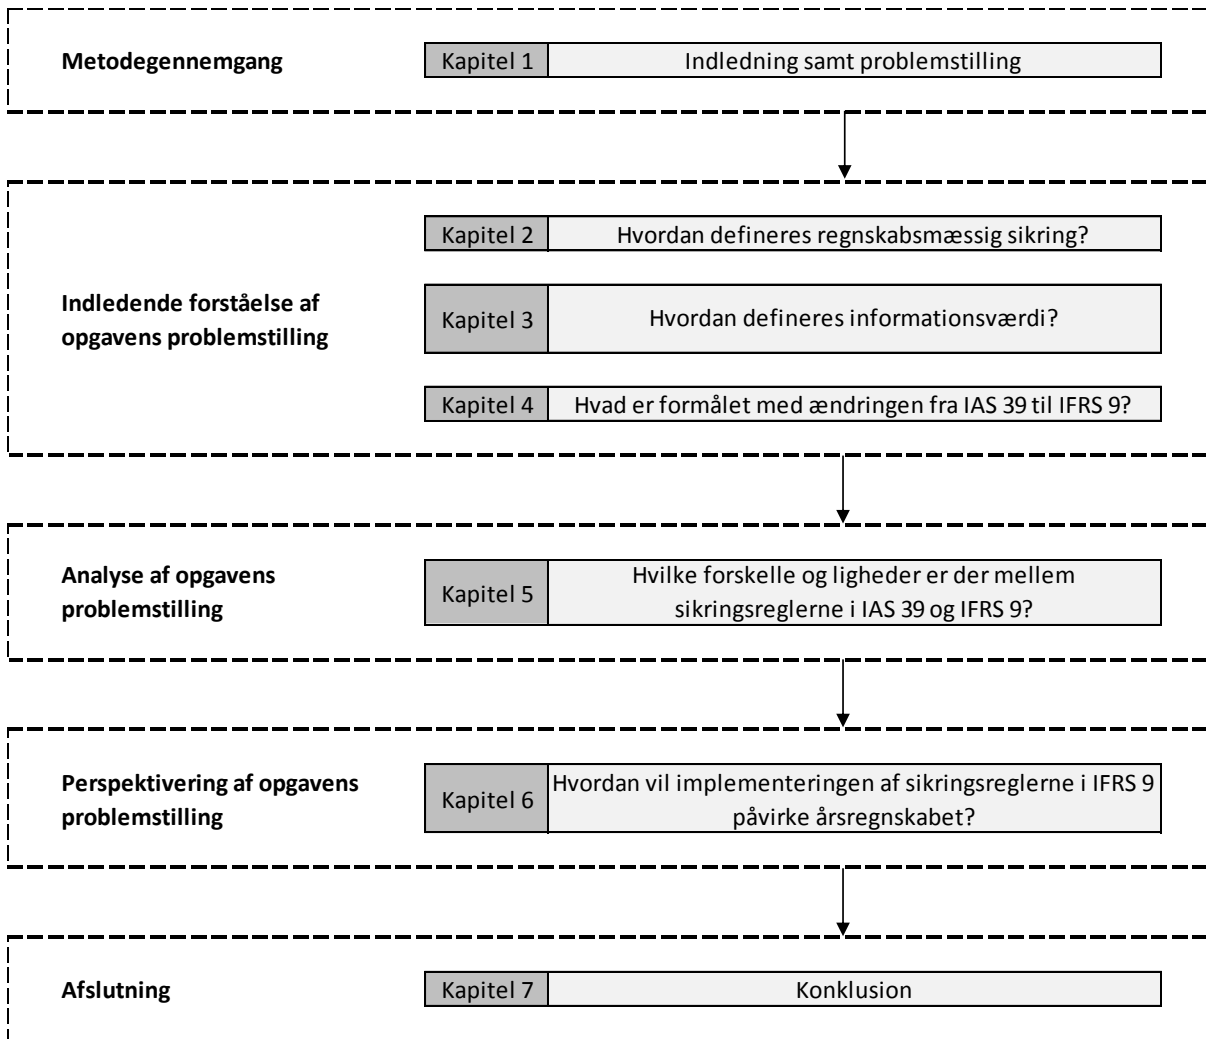 Metodegennemgang
Kapitel 1
Indledning samt problemstilling
Indledende forståelse af
opgavens problemstilling
Kapitel 2
Hvordan defineres regnskabsmæssig sikring?
Kapitel 3
Hvordan defineres informationsværdi?
Kapitel 4
Hvad er formålet med ændringen fra IAS 39 til IFRS 9?
Analyse af opgavens
problemstilling
Kapitel 5
Hvilke forskelle og ligheder er der mellem
sikringsreglerne i IAS 39 og IFRS 9?
Perspektivering af opgavens
problemstilling
Kapitel 6
Hvordan vil implementeringen af sikringsreglerne i IFRS 9
påvirke årsregnskabet?
Afslutning
Kapitel 7
Konklusion